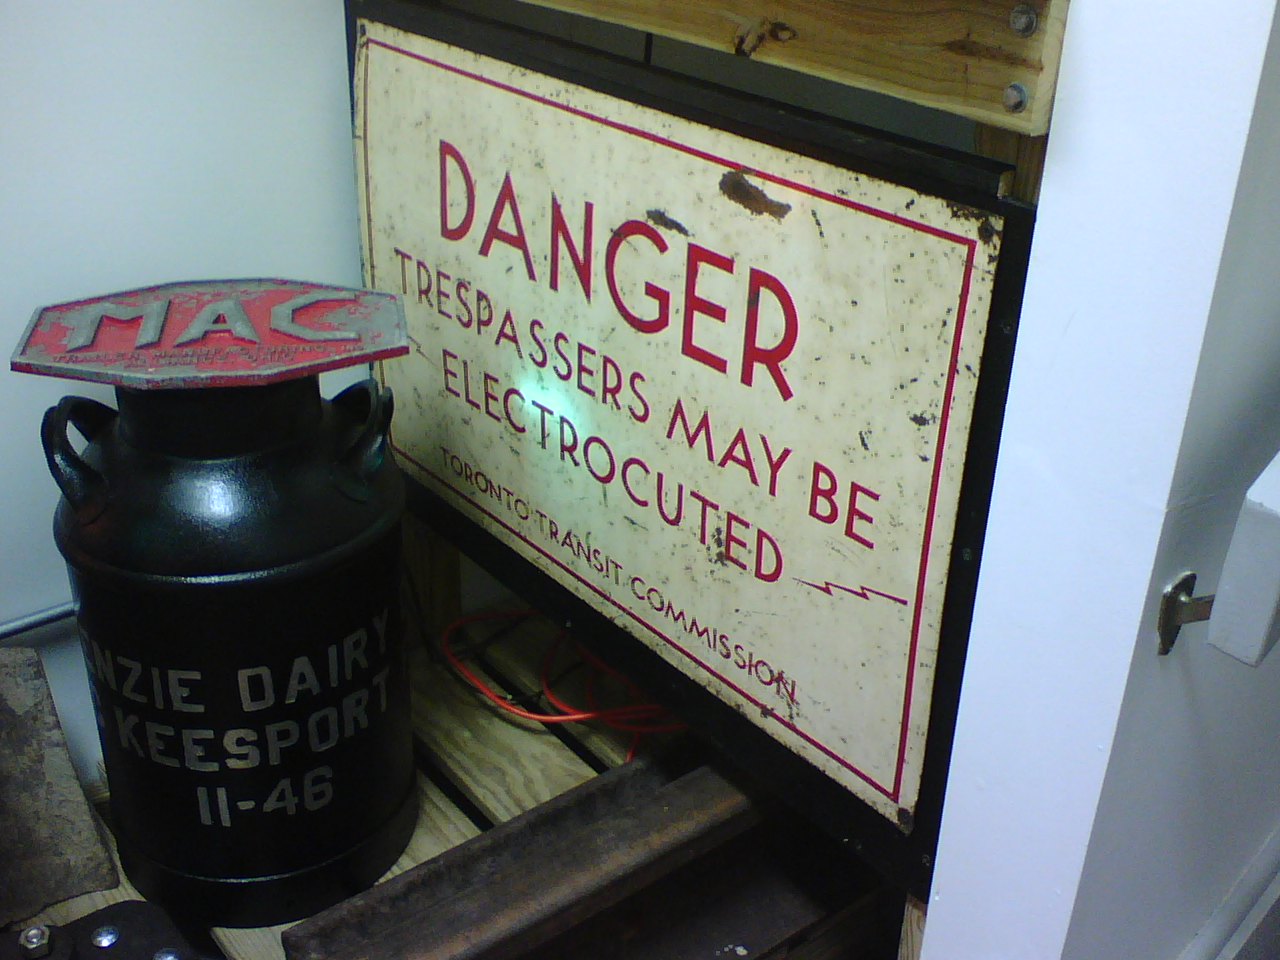 DANGER
TRESPASSERS MAY BE
ELECTROCUTED
TORONTO TRANSIT COMMISSION
MAC
NZIE DAIRY
KEESPORT
11-46